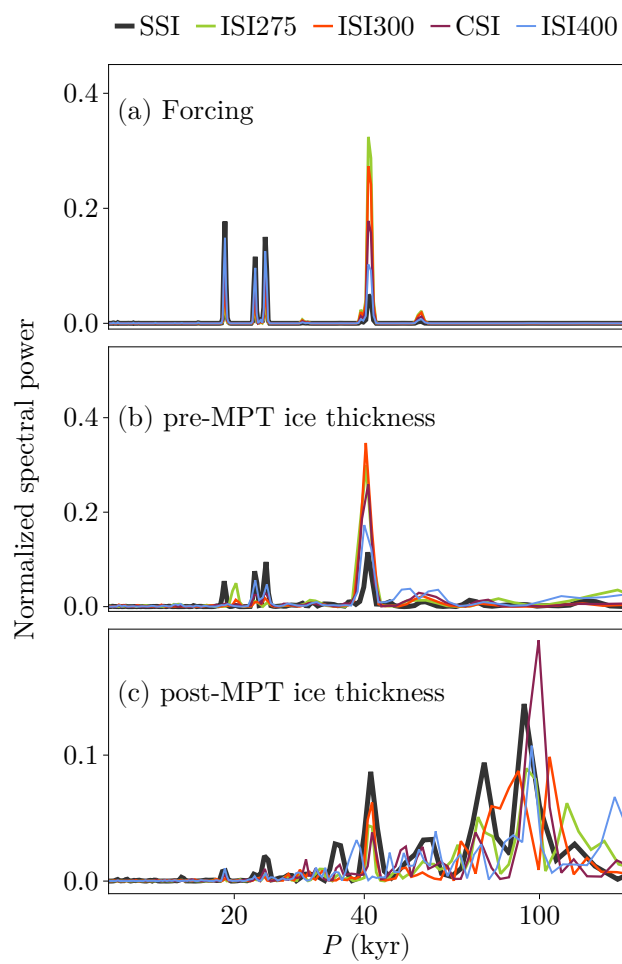 SSI ISI275 ISI300 CSI ISI400
(a) Forcing
0.4
0.2
0.0
(b) pre-MPT ice thickness
0.4
0.2
0.0
Normalized spectral power
(c) post-MPT ice thickness
0.1
0.0
20 40 100
P (kyr)